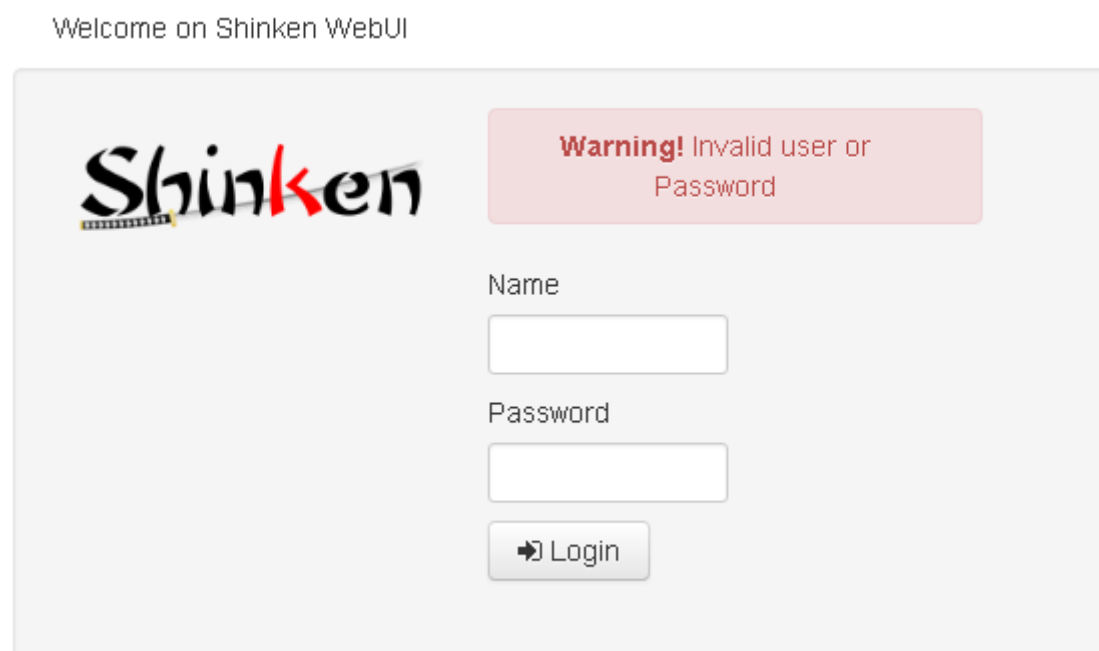 Welcome on Shinken WebUI
Shinken
Warning! Invalid user or
Password
Name
Password
Login